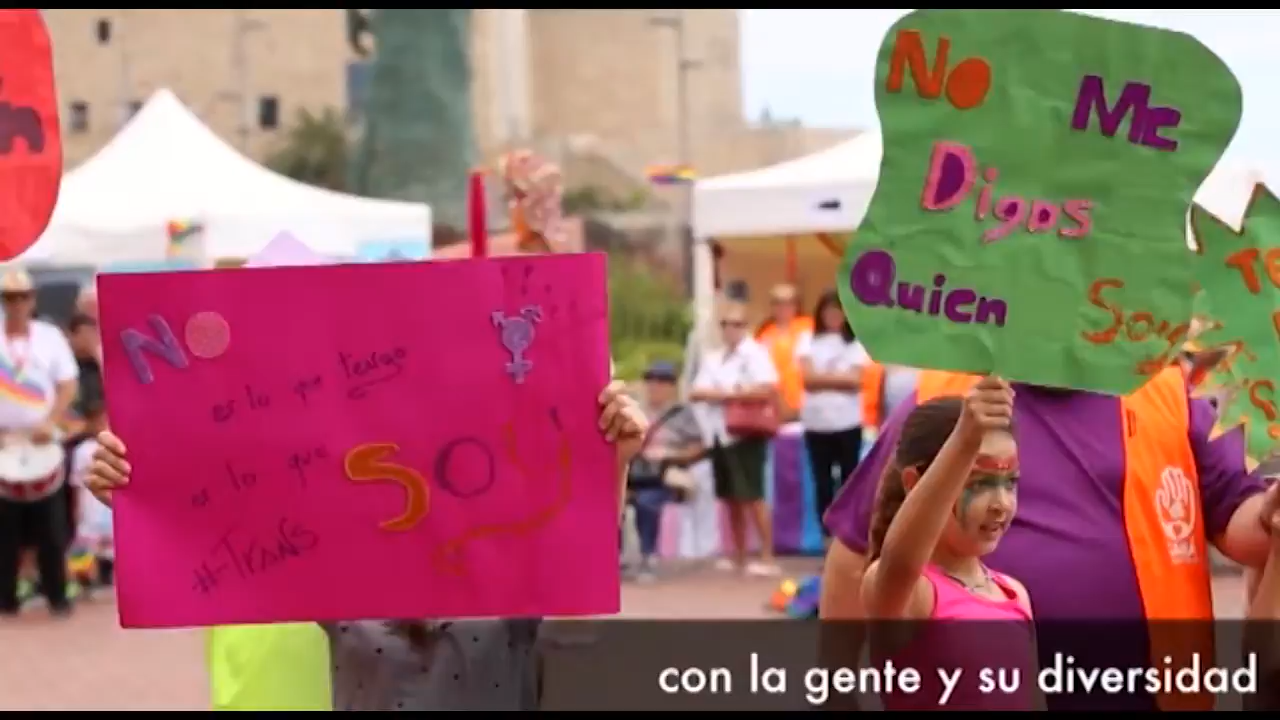 NO
es lo que tengo
es lo que
SOY
#TRANS
No Me
Digas
Quien
Soy
TE
con la gente y su diversidad